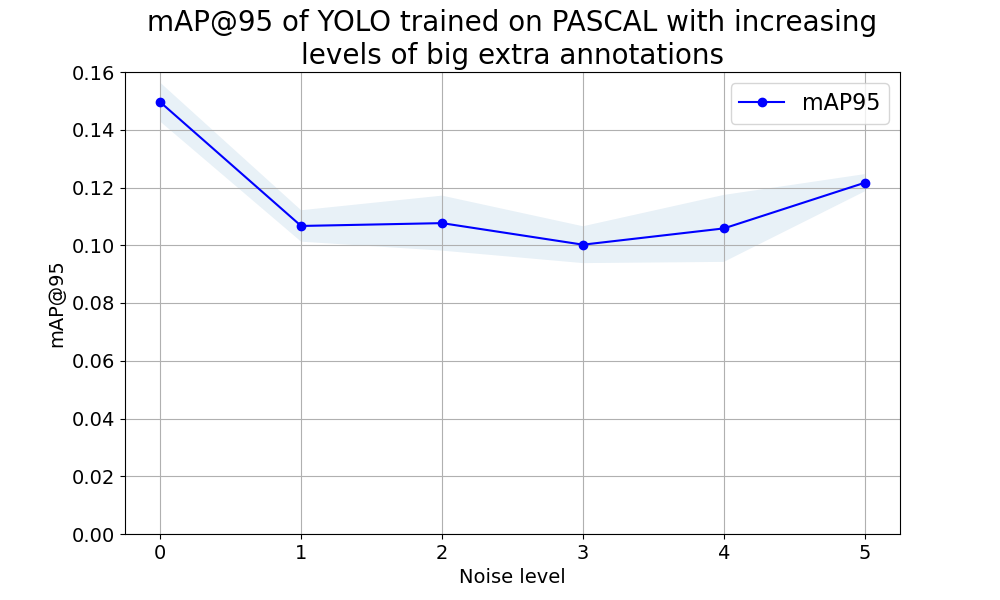 mAP@95 of YOLO trained on PASCAL with increasing
levels of big extra annotations
0.16
0.14
0.12
0.10
0.08
0.06
0.04
0.02
0.00
mAP@95
mAP95
0 1 2 3 4 5
Noise level